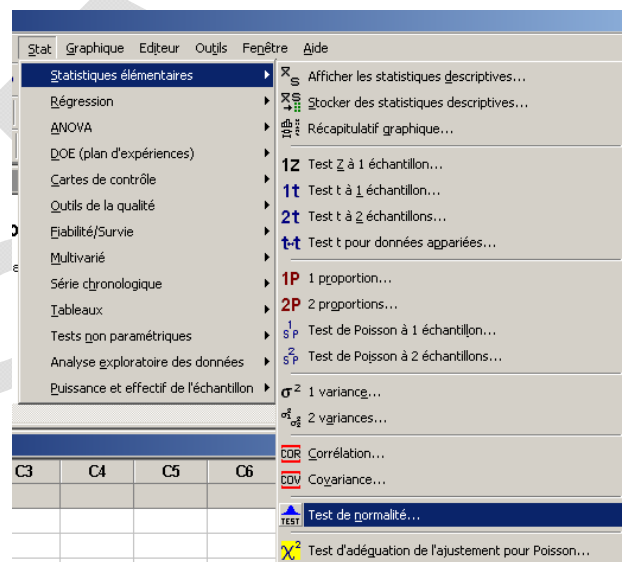 Stat Graphique Editeur Outils Fenêtre Aide
Statistiques élémentaires
Régression
ANOVA
DOE (plan d'expériences)
Cartes de contrôle
Outils de la qualité
Fiabilité/Survie
Multivarié
Série chronologique
Tableaux
Tests non paramétriques
Analyse exploratoire des données
Puissance et effectif de l'échantillon
Afficher les statistiques descriptives...
Stocker des statistiques descriptives...
Récapitulatif graphique...
1Z Test Z à 1 échantillon...
1t Test t à 1 échantillon...
2t Test t à 2 échantillons...
t-t Test t pour données appariées...
1P 1 proportion...
2P 2 proportions...
1 S P Test de Poisson à 1 échantillon...
2 S P Test de Poisson à 2 échantillons...
σ² 1 variance...
σ²₁ σ²₂ 2 variances...
COR Corrélation...
COV Covariance...
TEST Test de normalité...
χ² Test d'adéquation de l'ajustement pour Poisson...
C3 C4 C5 C6